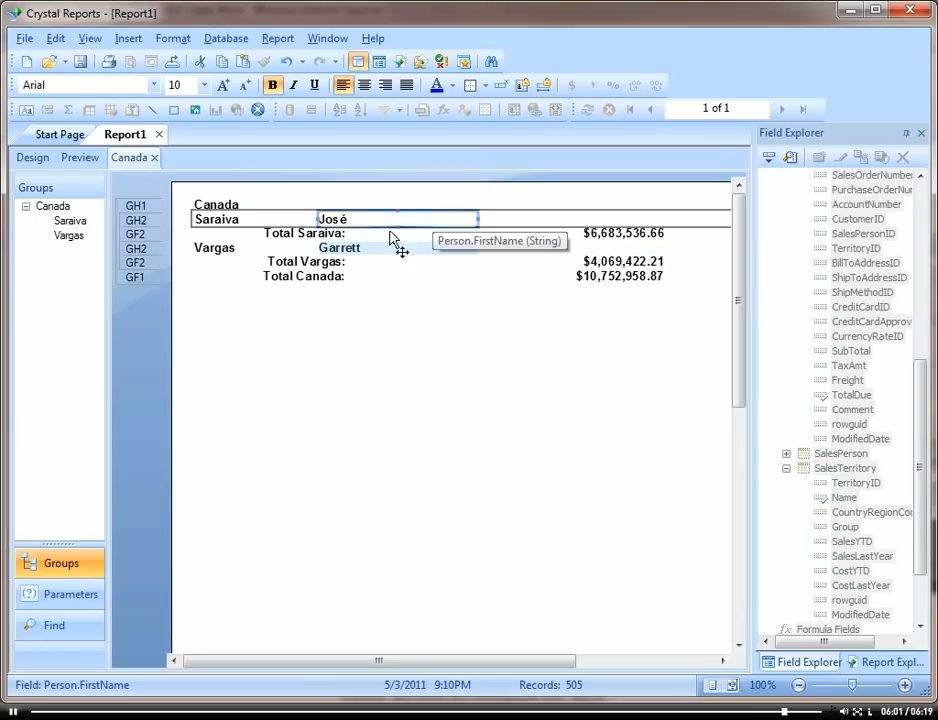 Crystal Reports - [Report1]
File Edit View Insert Format Database Report Window Help
Arial 10 B I U A $ %
1 of 1
Start Page Report1
Design Preview Canada
Groups
Canada
Saraiva
Vargas
GH1
GH2
GF2
GH2
GF2
GF1
Canada
Saraiva José
Total Saraiva: $6,683,536.66
Person.FirstName (String)
Vargas Garrett
Total Vargas: $4,069,422.21
Total Canada: $10,752,958.87
Groups
Parameters
Find
Field Explorer
SalesOrderNumber
PurchaseOrderNu
AccountNumber
CustomerID
SalesPersonID
TerritoryID
BillToAddressID
ShipToAddressID
ShipMethodID
CreditCardID
CreditCardApprov
CurrencyRateID
SubTotal
TaxAmt
Freight
TotalDue
Comment
rowguid
ModifiedDate
SalesPerson
SalesTerritory
TerritoryID
Name
CountryRegionCo
Group
SalesYTD
SalesLastYear
CostYTD
CostLastYear
rowguid
ModifiedDate
Formula Fields
Field Explorer Report Expl...
Field: Person.FirstName 5/3/2011 9:10PM Records: 505 100%
06:01 / 06:19